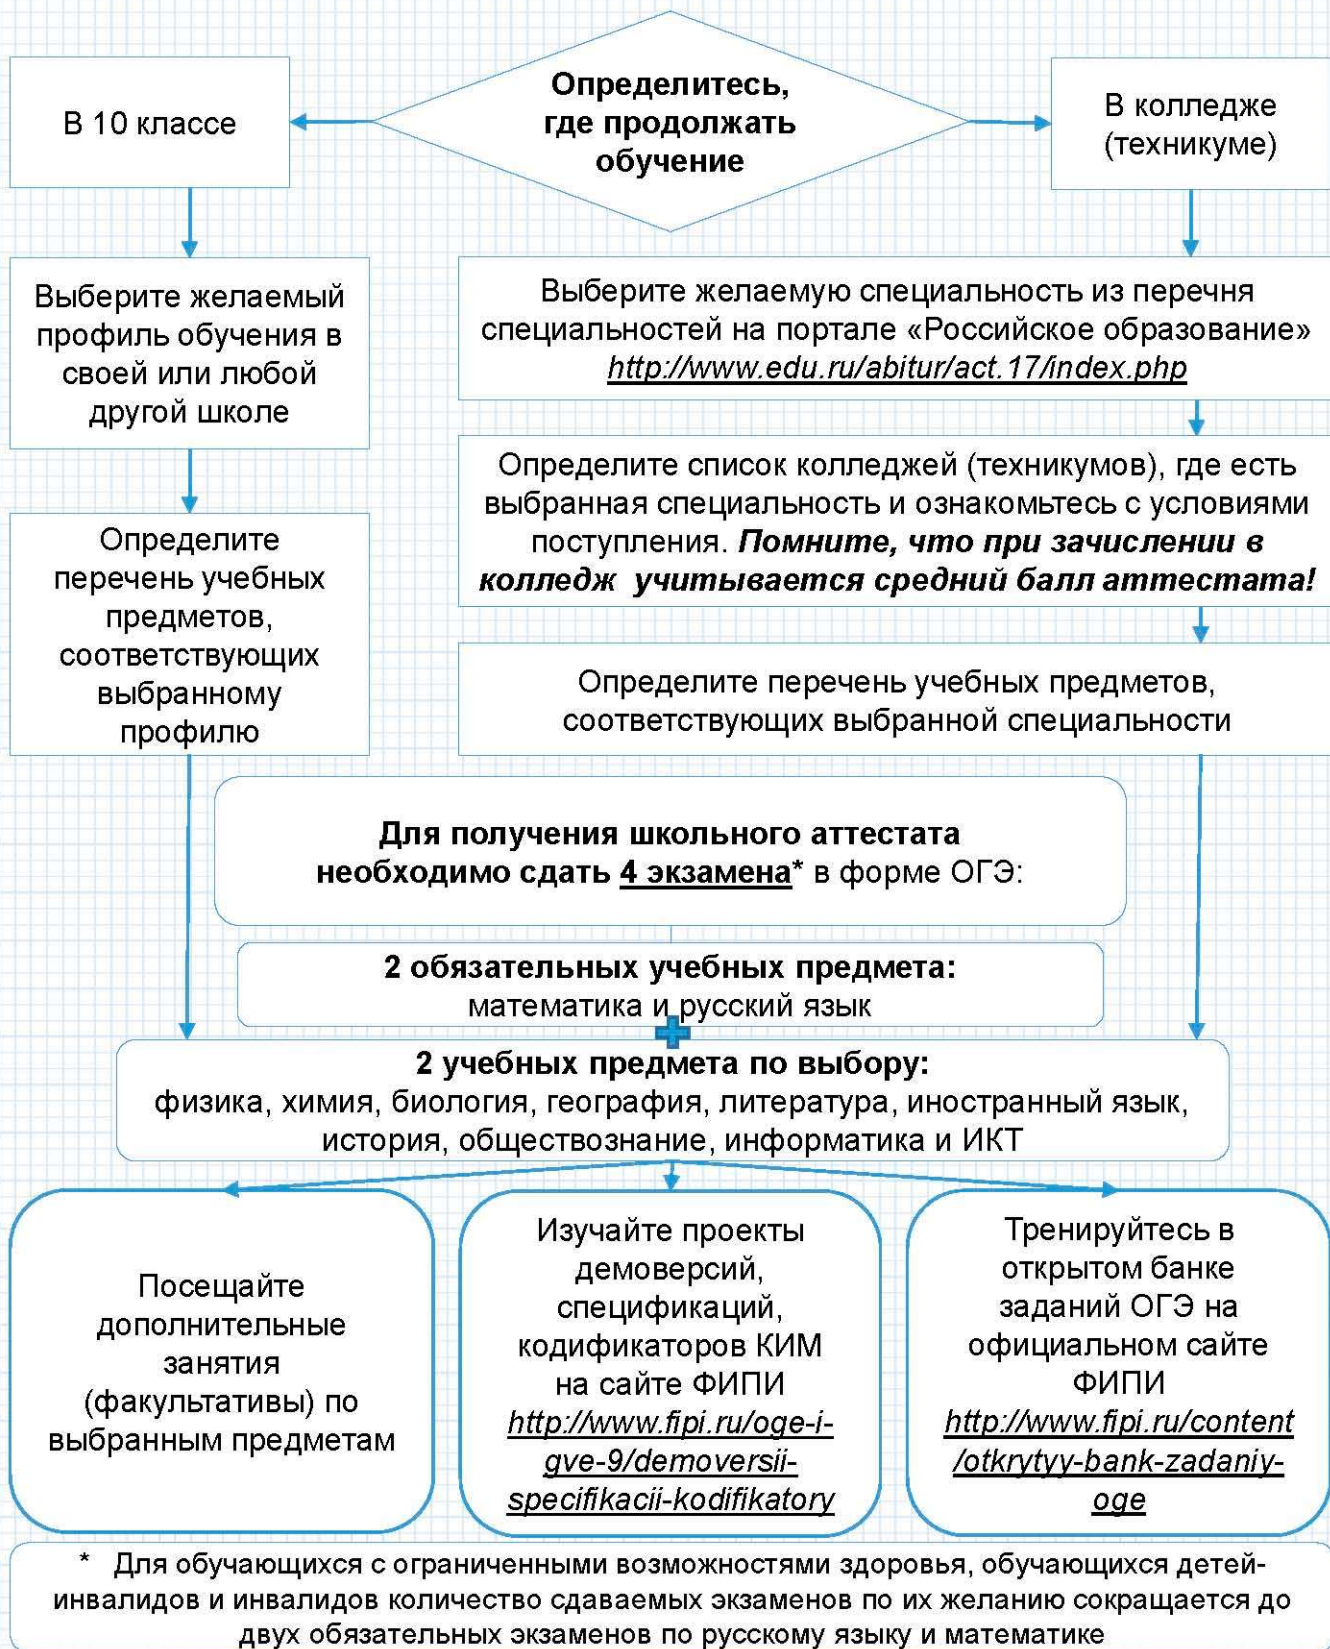 Определитесь,
где продолжать
обучение
В 10 классе
В колледже
(техникуме)
Выберите желаемый
профиль обучения в
своей или любой
другой школе
Определите
перечень учебных
предметов,
соответствующих
выбранному
профилю
Выберите желаемую специальность из перечня
специальностей на портале «Российское образование»
http://www.edu.ru/abitur/act.17/index.php
Определите список колледжей (техникумов), где есть
выбранная специальность и ознакомьтесь с условиями
поступления. Помните, что при зачислении в
колледж учитывается средний балл аттестата!
Определите перечень учебных предметов,
соответствующих выбранной специальности
Для получения школьного аттестата
необходимо сдать 4 экзамена* в форме ОГЭ:
2 обязательных учебных предмета:
математика и русский язык
2 учебных предмета по выбору:
физика, химия, биология, география, литература, иностранный язык,
история, обществознание, информатика и ИКТ
Посещайте
дополнительные
занятия
(факультативы) по
выбранным предметам
Изучайте проекты
демоверсий,
спецификаций,
кодификаторов КИМ
на сайте ФИПИ
http://www.fipi.ru/oge-i-
gve-9/demoversii-
specifikacii-kodifikatory
Тренируйтесь в
открытом банке
заданий ОГЭ на
официальном сайте
ФИПИ
http://www.fipi.ru/content
/otkrytyy-bank-zadaniy-
oge
* Для обучающихся с ограниченными возможностями здоровья, обучающихся детей-
инвалидов и инвалидов количество сдаваемых экзаменов по их желанию сокращается до
двух обязательных экзаменов по русскому языку и математике